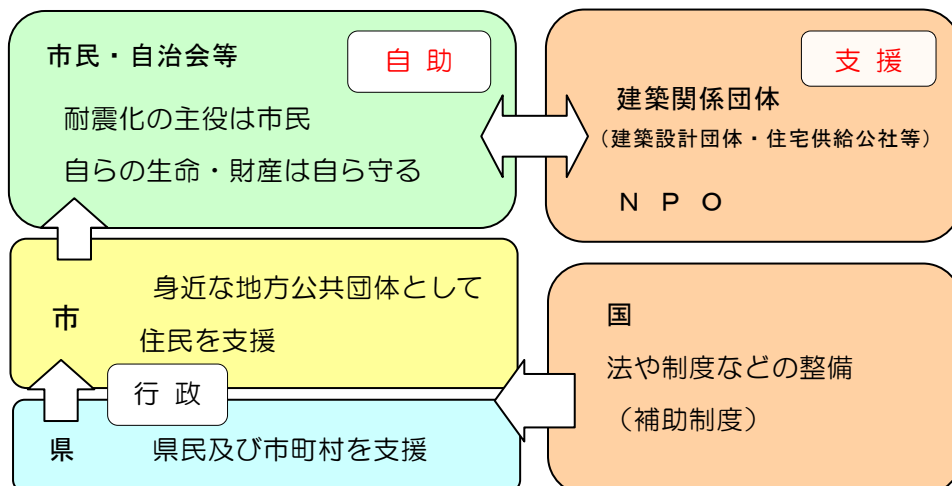 市民・自治会等
自 助
耐震化の主役は市民
自らの生命・財産は自ら守る
支 援
建築関係団体
（建築設計団体・住宅供給公社等）
Ｎ Ｐ Ｏ
市
身近な地方公共団体として
住民を支援
行 政
県
県民及び市町村を支援
国
法や制度などの整備
（補助制度）